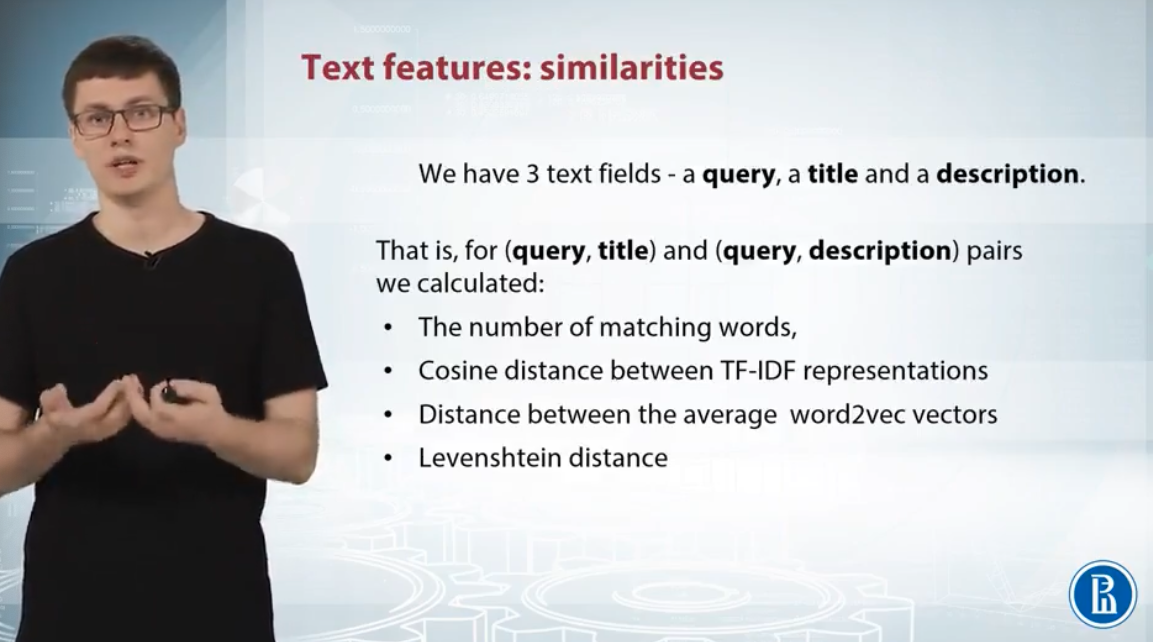 Text features: similarities
We have 3 text fields - a query, a title and a description.
That is, for (query, title) and (query, description) pairs
we calculated:
• The number of matching words,
• Cosine distance between TF-IDF representations
• Distance between the average word2vec vectors
• Levenshtein distance